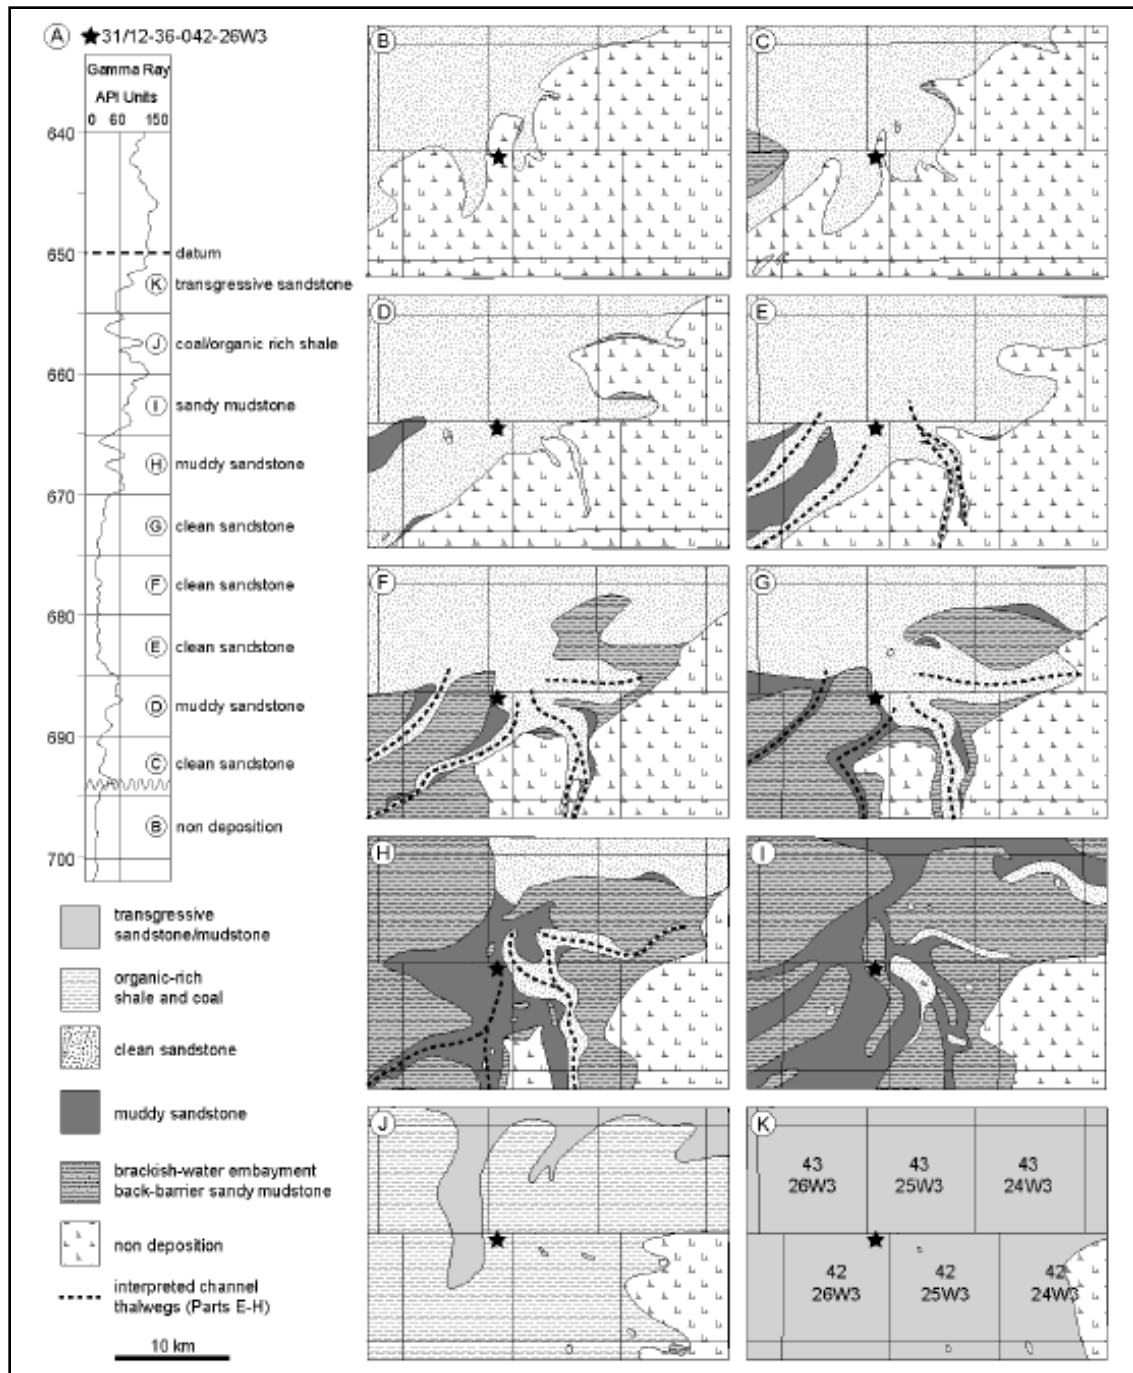 A ★31/12-36-042-26W3
Gamma Ray
API Units
0 60 150
640
650
660
670
680
690
700
datum
K transgressive sandstone
J coal/organic rich shale
I sandy mudstone
H muddy sandstone
G clean sandstone
F clean sandstone
E clean sandstone
D muddy sandstone
C clean sandstone
B non deposition
transgressive
sandstone/mudstone
organic-rich
shale and coal
clean sandstone
muddy sandstone
brackish-water embayment
back-barrier sandy mudstone
non deposition
interpreted channel
thalwegs (Parts E-H)
10 km
B
C
D
E
F
G
H
I
J
K
43 43 43
26W3 25W3 24W3
42 42 42
26W3 25W3 24W3